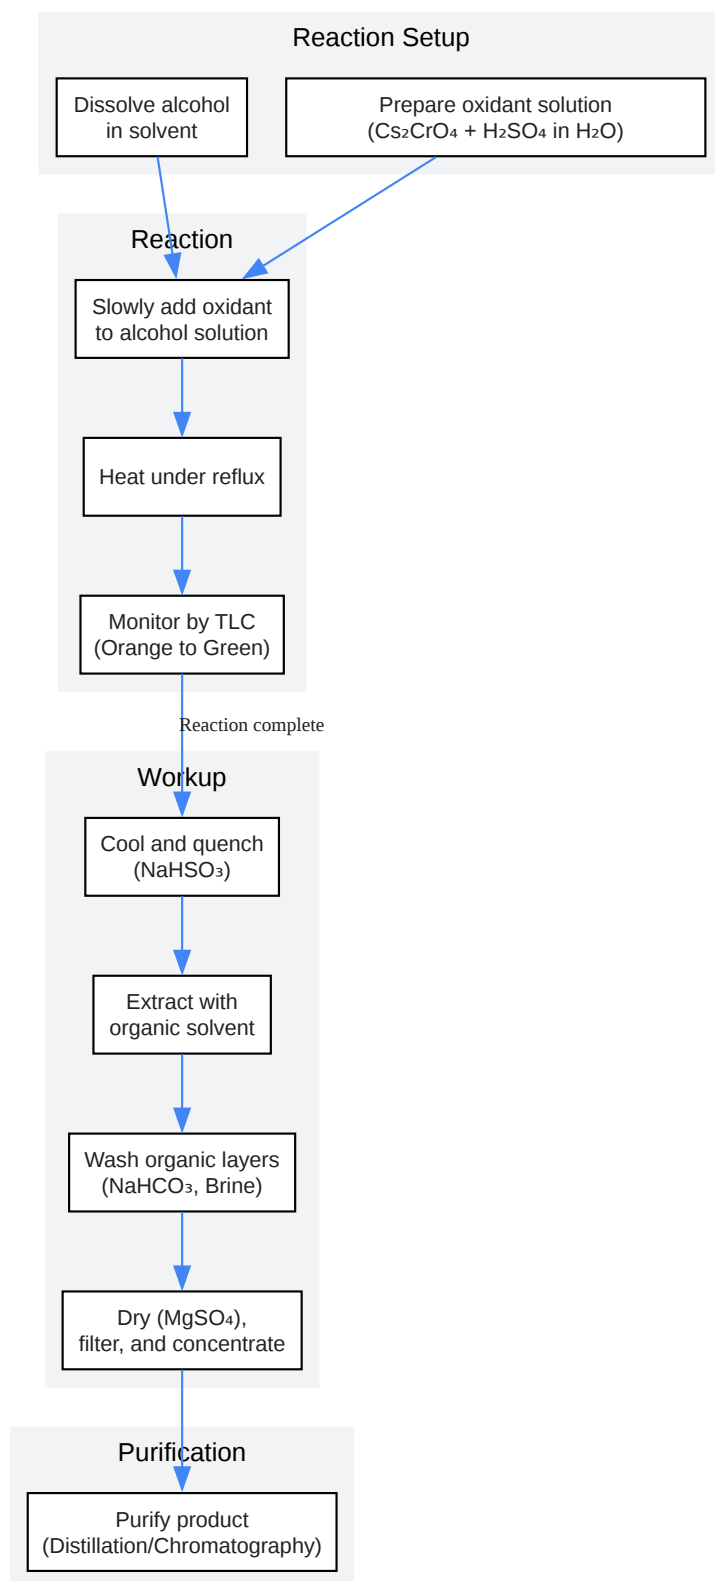 Reaction Setup
Dissolve alcohol
in solvent
Prepare oxidant solution
(Cs₂CrO₄ + H₂SO₄ in H₂O)
Reaction
Slowly add oxidant
to alcohol solution
Heat under reflux
Monitor by TLC
(Orange to Green)
Reaction complete
Workup
Cool and quench
(NaHSO₃)
Extract with
organic solvent
Wash organic layers
(NaHCO₃, Brine)
Dry (MgSO₄),
filter, and concentrate
Purification
Purify product
(Distillation/Chromatography)